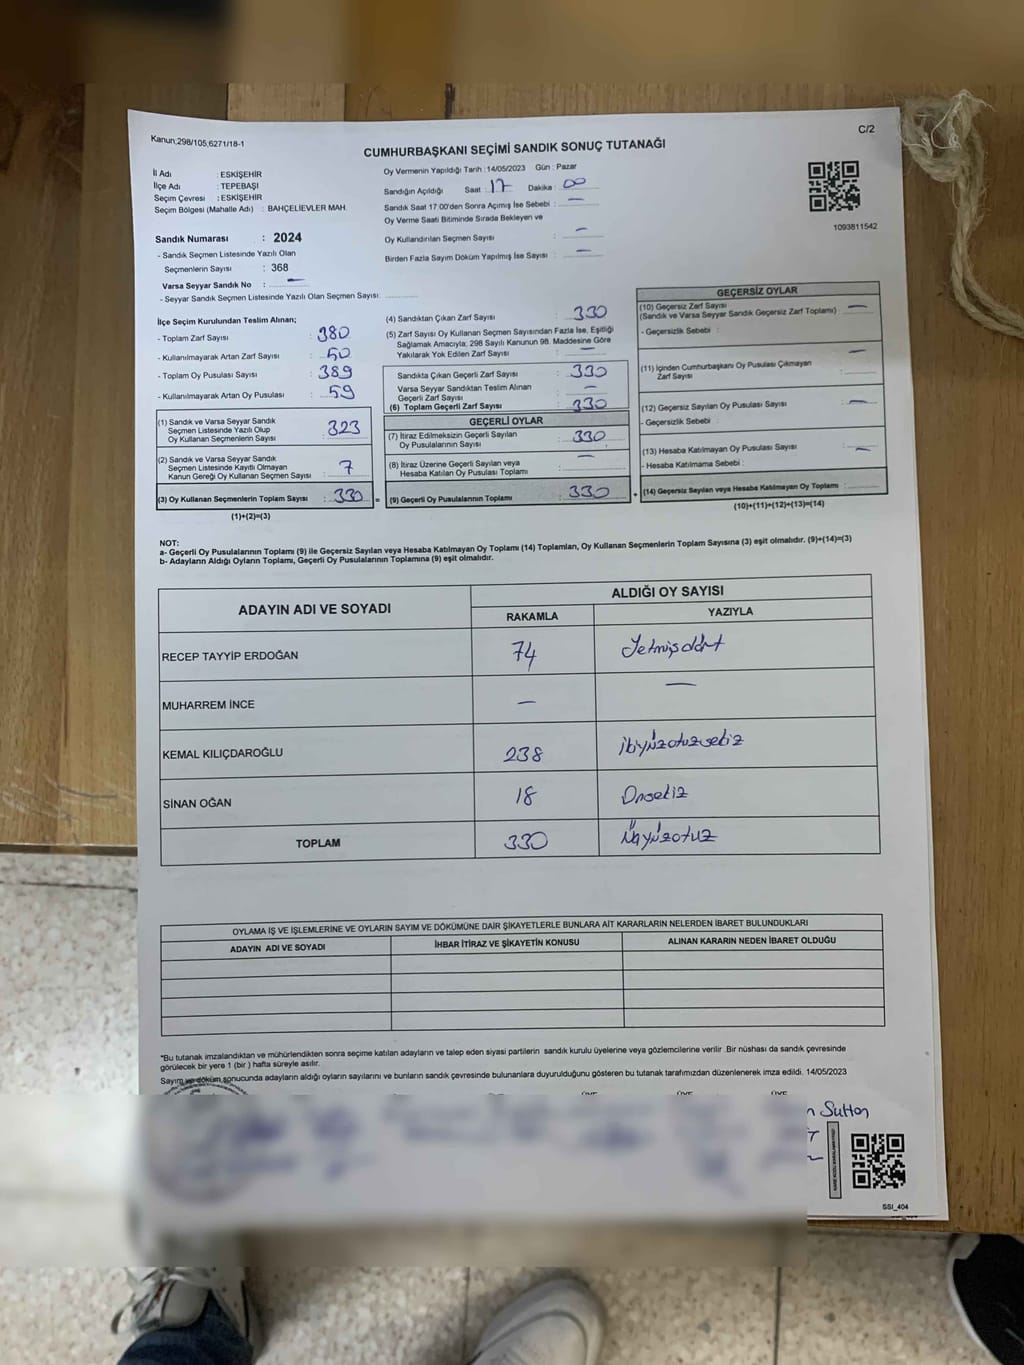 Kanun;298/105,6271/18-1
C/2
CUMHURBAŞKANI SEÇİMİ SANDIK SONUÇ TUTANAĞI
İl Adı : ESKİŞEHİR
İlçe Adı : TEPEBAŞI
Seçim Çevresi : ESKİŞEHİR
Seçim Bölgesi (Mahalle Adı) : BAHÇELİEVLER MAH.
Oy Vermenin Yapıldığı Tarih : 14/05/2023 Gün : Pazar
Sandığın Açıldığı Saat : 17 Dakika : 00
Sandık Saat 17:00'den Sonra Açımış İse Sebebi : —
Oy Verme Saati Bitiminde Sırada Bekleyen ve
Oy Kullandırılan Seçmen Sayısı : —
Birden Fazla Sayım Döküm Yapılmış İse Sayısı : —
1093811542
Sandık Numarası : 2024
- Sandık Seçmen Listesinde Yazılı Olan
Seçmenlerin Sayısı : 368
Varsa Seyyar Sandık No : —
- Seyyar Sandık Seçmen Listesinde Yazılı Olan Seçmen Sayısı:
İlçe Seçim Kurulundan Teslim Alınan;
- Toplam Zarf Sayısı : 380
- Kullanılmayarak Artan Zarf Sayısı : 50
- Toplam Oy Pusulası Sayısı : 389
- Kullanılmayarak Artan Oy Pusulası : 59
(1) Sandık ve Varsa Seyyar Sandık
Seçmen Listesinde Yazılı Olup
Oy Kullanan Seçmenlerin Sayısı : 323
(2) Sandık ve Varsa Seyyar Sandık
Seçmen Listesinde Kayıtlı Olmayan
Kanun Gereği Oy Kullanan Seçmen Sayısı : 7
(3) Oy Kullanan Seçmenlerin Toplam Sayısı : 330 =
(1)+(2)=(3)
(4) Sandıktan Çıkan Zarf Sayısı : 330
(5) Zarf Sayısı Oy Kullanan Seçmen Sayısından Fazla İse, Eşitliği
Sağlamak Amacıyla; 298 Sayılı Kanunun 98. Maddesine Göre
Yakılarak Yok Edilen Zarf Sayısı : —
Sandıkta Çıkan Geçerli Zarf Sayısı : 330
Varsa Seyyar Sandıktan Teslim Alınan
Geçerli Zarf Sayısı : —
(6) Toplam Geçerli Zarf Sayısı : 330
GEÇERLİ OYLAR
(7) İtiraz Edilmeksizin Geçerli Sayılan
Oy Pusulalarının Sayısı : 330
(8) İtiraz Üzerine Geçerli Sayılan veya
Hesaba Katılan Oy Pusulası Toplamı : —
(9) Geçerli Oy Pusulalarının Toplamı : 330 +
GEÇERSİZ OYLAR
(10) Geçersiz Zarf Sayısı
(Sandık ve Varsa Seyyar Sandık Geçersiz Zarf Toplamı) : —
- Geçersizlik Sebebi :
(11) İçinden Cumhurbaşkanı Oy Pusulası Çıkmayan
Zarf Sayısı : —
(12) Geçersiz Sayılan Oy Pusulası Sayısı : —
- Geçersizlik Sebebi :
(13) Hesaba Katılmayan Oy Pusulası Sayısı : —
- Hesaba Katılmama Sebebi :
(14) Geçersiz Sayılan veya Hesaba Katılmayan Oy Toplamı :
(10)+(11)+(12)+(13)=(14)
NOT:
a- Geçerli Oy Pusulalarının Toplamı (9) ile Geçersiz Sayılan veya Hesaba Katılmayan Oy Toplamı (14) Toplamları, Oy Kullanan Seçmenlerin Toplam Sayısına (3) eşit olmalıdır. (9)+(14)=(3)
b- Adayların Aldığı Oyların Toplamı, Geçerli Oy Pusulalarının Toplamına (9) eşit olmalıdır.
ADAYIN ADI VE SOYADI
ALDIĞI OY SAYISI
RAKAMLA YAZIYLA
RECEP TAYYİP ERDOĞAN 74 Yetmişdört
MUHARREM İNCE — —
KEMAL KILIÇDAROĞLU 238 ikiyüzotuzsekiz
SİNAN OĞAN 18 Onsekiz
TOPLAM 330 Üçyüzotuz
OYLAMA İŞ VE İŞLEMLERİNE VE OYLARIN SAYIM VE DÖKÜMÜNE DAİR ŞİKAYETLERLE BUNLARA AİT KARARLARIN NELERDEN İBARET BULUNDUKLARI
ADAYIN ADI VE SOYADI İHBAR İTİRAZ VE ŞİKAYETİN KONUSU ALINAN KARARIN NEDEN İBARET OLDUĞU
*Bu tutanak imzalandıktan ve mühürlendikten sonra seçime katılan adayların ve talep eden siyasi partilerin sandık kurulu üyelerine veya gözlemcilerine verilir .Bir nüshası da sandık çevresinde
görülecek bir yere 1 (bir ) hafta süreyle asılır.
Sayım ve döküm sonucunda adayların aldığı oyların sayılarını ve bunların sandık çevresinde bulunanlara duyurulduğunu gösteren bu tutanak tarafımızdan düzenlenerek imza edildi. 14/05/2023
ÜYE ÜYE ÜYE
SSI_404